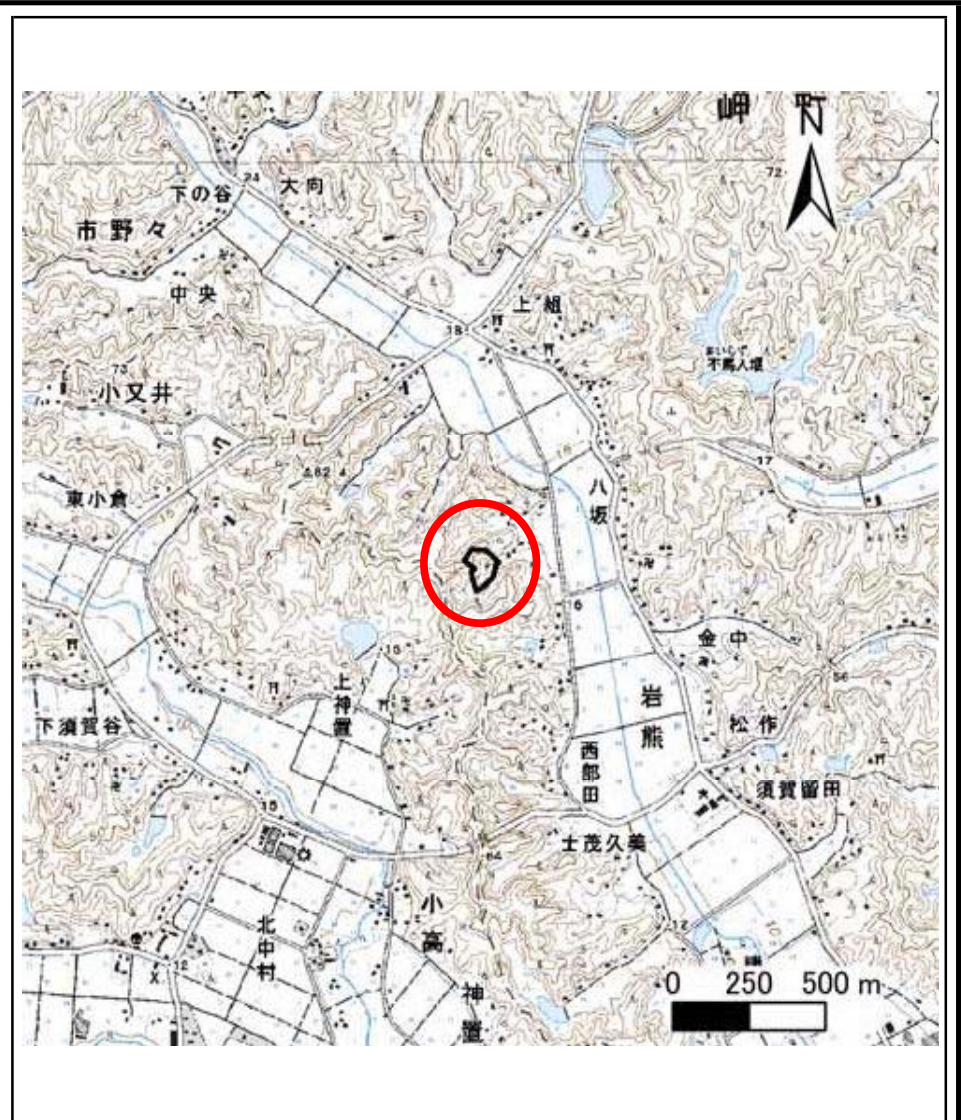 岬町
N
72
24
大向
下の谷
市野々
中央
18
上組
73
小又井
不馬入堰
17
82
東小倉
八坂
6
金中
15
56
上神置
岩熊
松作
下須賀谷
西部田
須賀留田
15
64
士茂久美
小高
北中村
12
12
神置
0 250 500 m